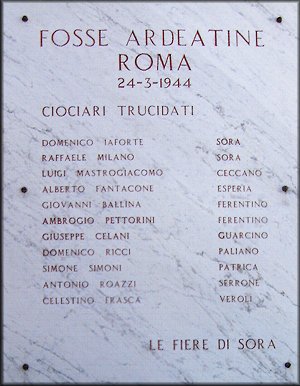 FOSSE ARDEATINE
ROMA
24-3-1944
CIOCIARI TRUCIDATI
DOMENICO IAFORTE SORA
RAFFAELE MILANO SORA
LUIGI MASTROGIACOMO CECCANO
ALBERTO FANTACONE ESPERIA
GIOVANNI BALLINA FERENTINO
AMBROGIO PETTORINI FERENTINO
GIUSEPPE CELANI GUARCINO
DOMENICO RICCI PALIANO
SIMONE SIMONI PATRICA
ANTONIO ROAZZI SERRONE
CELESTINO FRASCA VEROLI
LE FIERE DI SORA